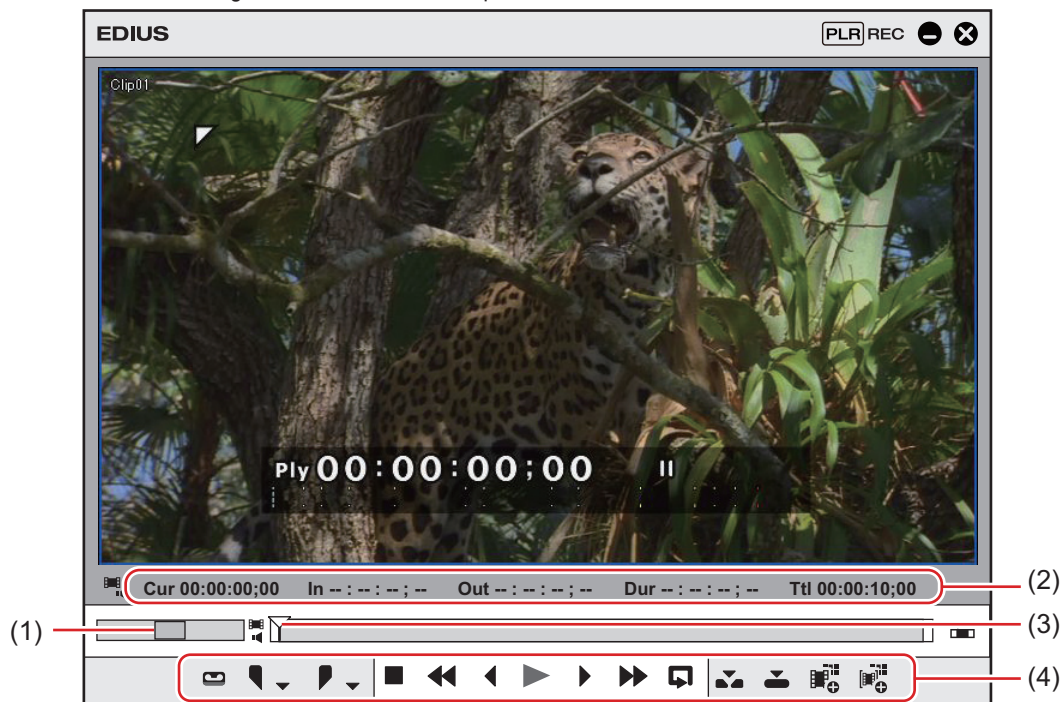 EDIUS PLR REC
Clip01
Ply 00:00:00;00
Cur 00:00:00;00 In -- : -- : -- ; -- Out -- : -- : -- ; -- Dur -- : -- : -- ; -- Ttl 00:00:10;00
(2)
(1)
(3)
(4)